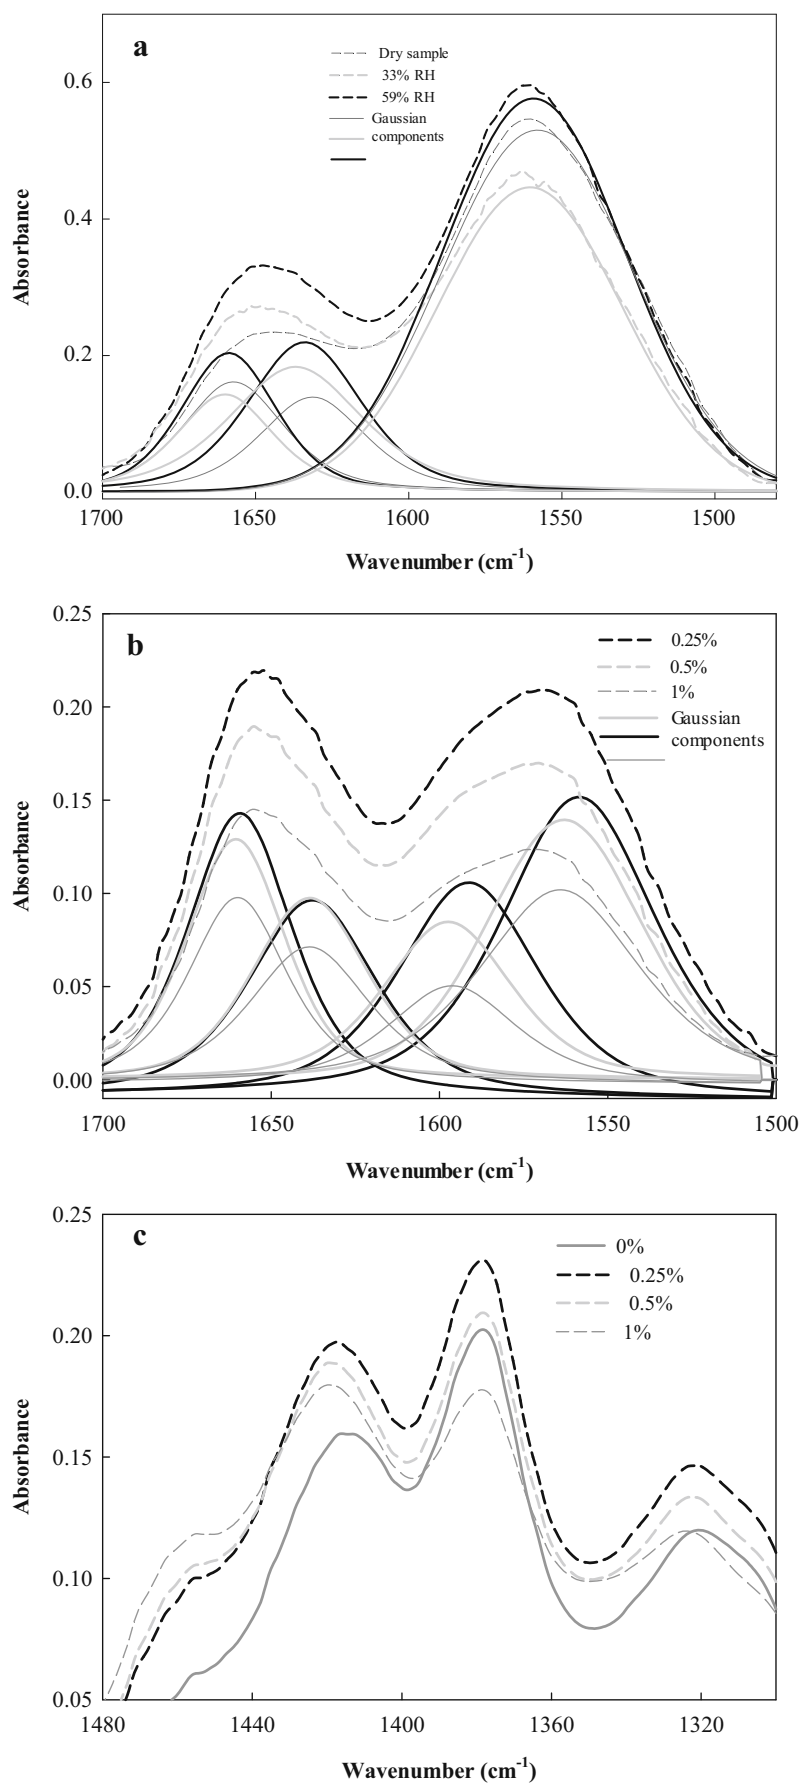 a
Dry sample
33% RH
59% RH
Gaussian
components
0.6
0.4
0.2
0.0
Absorbance
1700 1650 1600 1550 1500
Wavenumber (cm-1)
b
0.25%
0.5%
1%
Gaussian
components
0.25
0.20
0.15
0.10
0.05
0.00
Absorbance
1700 1650 1600 1550 1500
Wavenumber (cm-1)
c
0%
0.25%
0.5%
1%
0.25
0.20
0.15
0.10
0.05
Absorbance
1480 1440 1400 1360 1320
Wavenumber (cm-1)